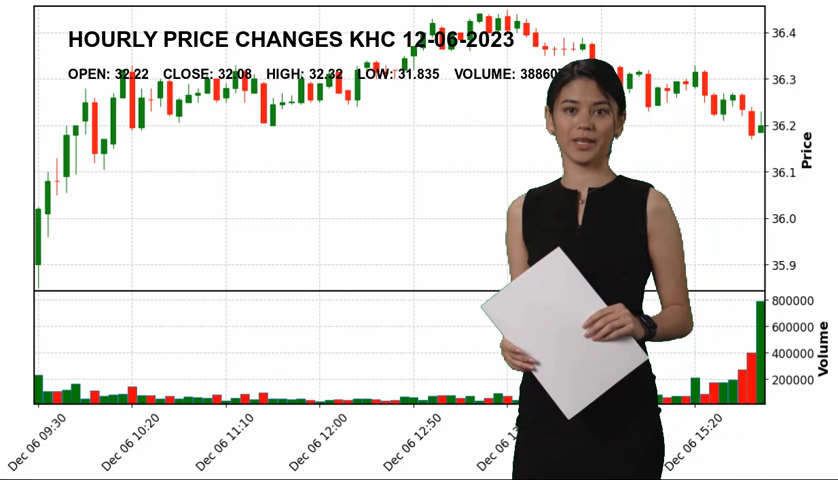 HOURLY PRICE CHANGES KHC 12-06-2023
OPEN: 32.22 CLOSE: 32.08 HIGH: 32.32 LOW: 31.835 VOLUME: 38860
36.4
36.3
36.2
36.1
36.0
35.9
Price
800000
600000
400000
200000
Volume
Dec 06 09:30
Dec 06 10:20
Dec 06 11:10
Dec 06 12:00
Dec 06 12:50
Dec 06
Dec 06 15:20